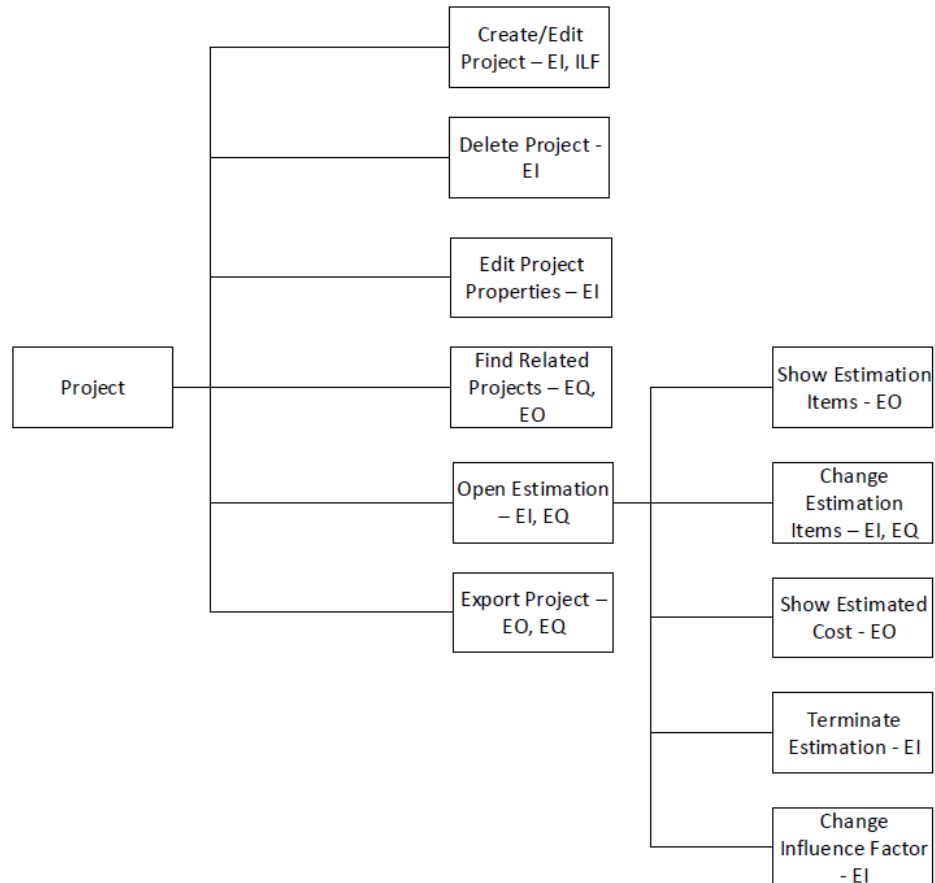 Create/Edit
Project – EI, ILF
Delete Project -
EI
Edit Project
Properties – EI
Project
Find Related
Projects – EQ,
EO
Show Estimation
Items - EO
Open Estimation
– EI, EQ
Change
Estimation
Items – EI, EQ
Export Project –
EO, EQ
Show Estimated
Cost - EO
Terminate
Estimation - EI
Change
Influence Factor
- EI